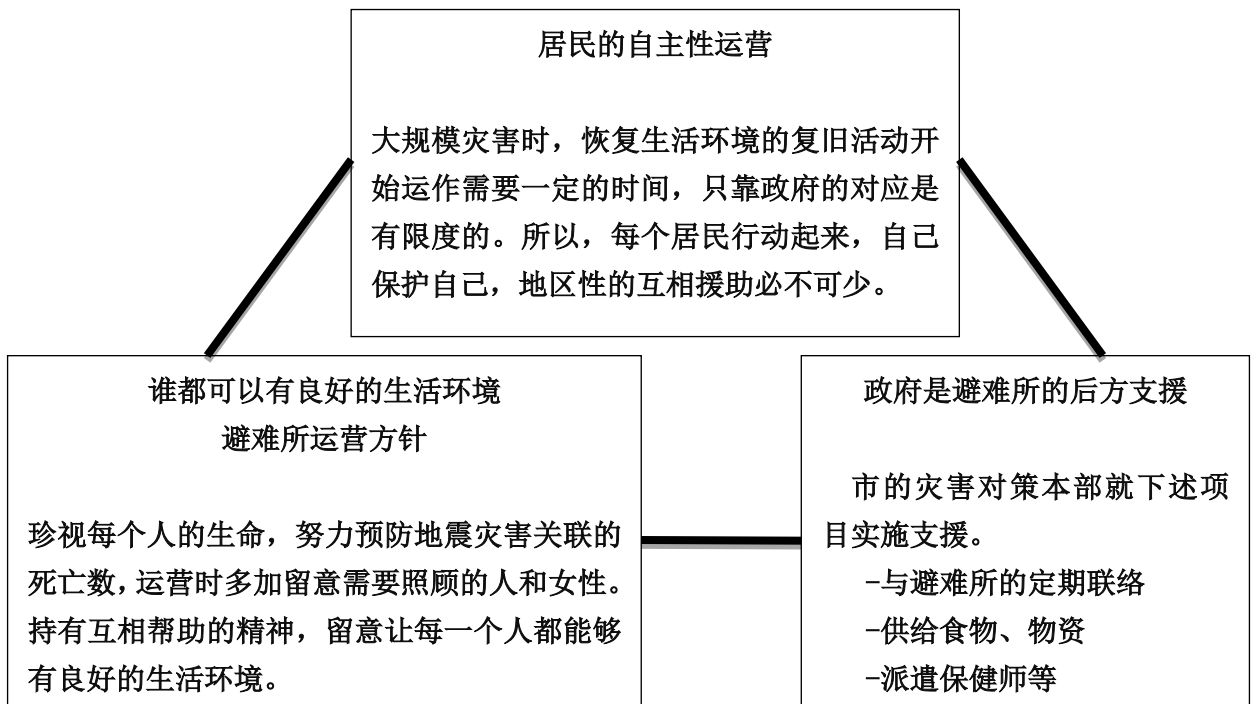 居民的自主性运营
大规模灾害时，恢复生活环境的复旧活动开
始运作需要一定的时间，只靠政府的对应是
有限度的。所以，每个居民行动起来，自己
保护自己，地区性的互相援助必不可少。
谁都可以有良好的生活环境
避难所运营方针
珍视每个人的生命，努力预防地震灾害关联的
死亡数，运营时多加留意需要照顾的人和女性。
持有互相帮助的精神，留意让每一个人都能够
有良好的生活环境。
政府是避难所的后方支援
市的灾害对策本部就下述项
目实施支援。
-与避难所的定期联络
-供给食物、物资
-派遣保健师等